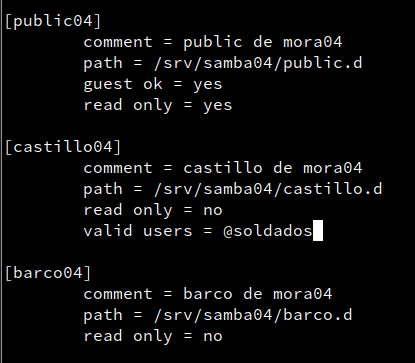 [public04]
comment = public de mora04
path = /srv/samba04/public.d
guest ok = yes
read only = yes
[castillo04]
comment = castillo de mora04
path = /srv/samba04/castillo.d
read only = no
valid users = @soldados
[barco04]
comment = barco de mora04
path = /srv/samba04/barco.d
read only = no